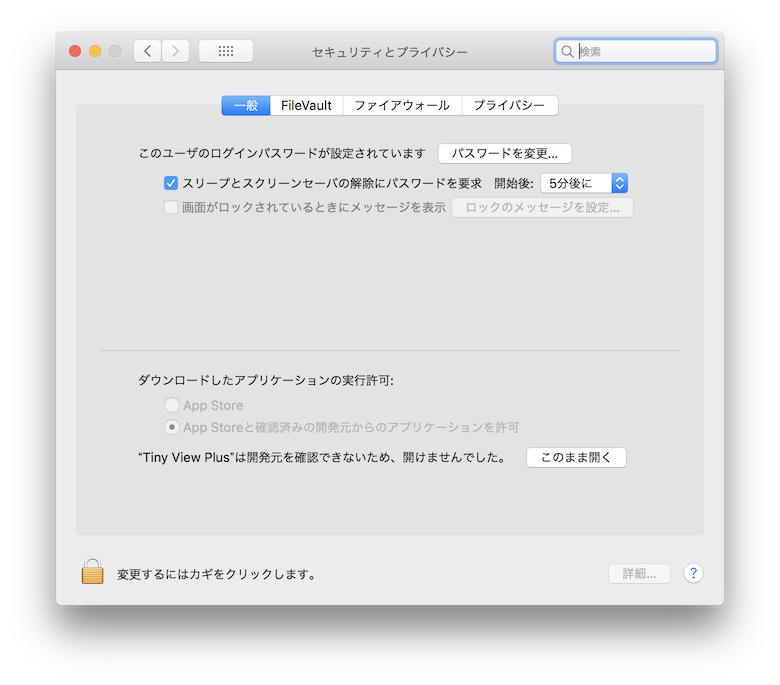 セキュリティとプライバシー
検索
一般 FileVault ファイアウォール プライバシー
このユーザのログインパスワードが設定されています パスワードを変更...
スリープとスクリーンセーバの解除にパスワードを要求 開始後: 5分後に
画面がロックされているときにメッセージを表示 ロックのメッセージを設定...
ダウンロードしたアプリケーションの実行許可:
App Store
App Storeと確認済みの開発元からのアプリケーションを許可
“Tiny View Plus”は開発元を確認できないため、開けませんでした。 このまま開く
変更するにはカギをクリックします。 詳細... ?